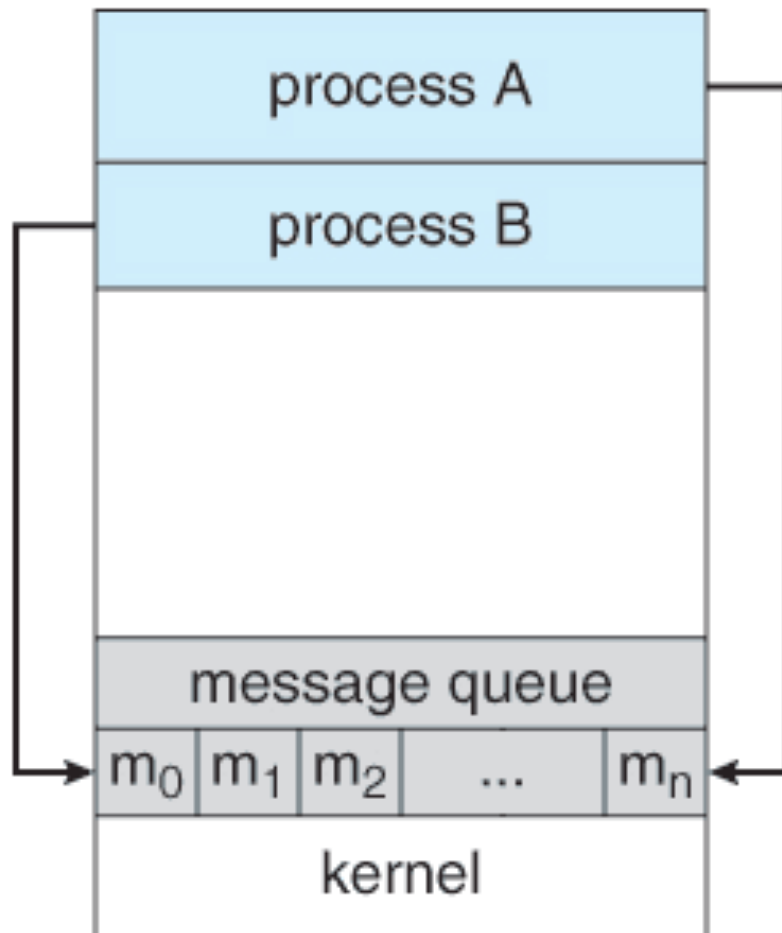 process A
process B
message queue
m₀ m₁ m₂ ... mₙ
kernel